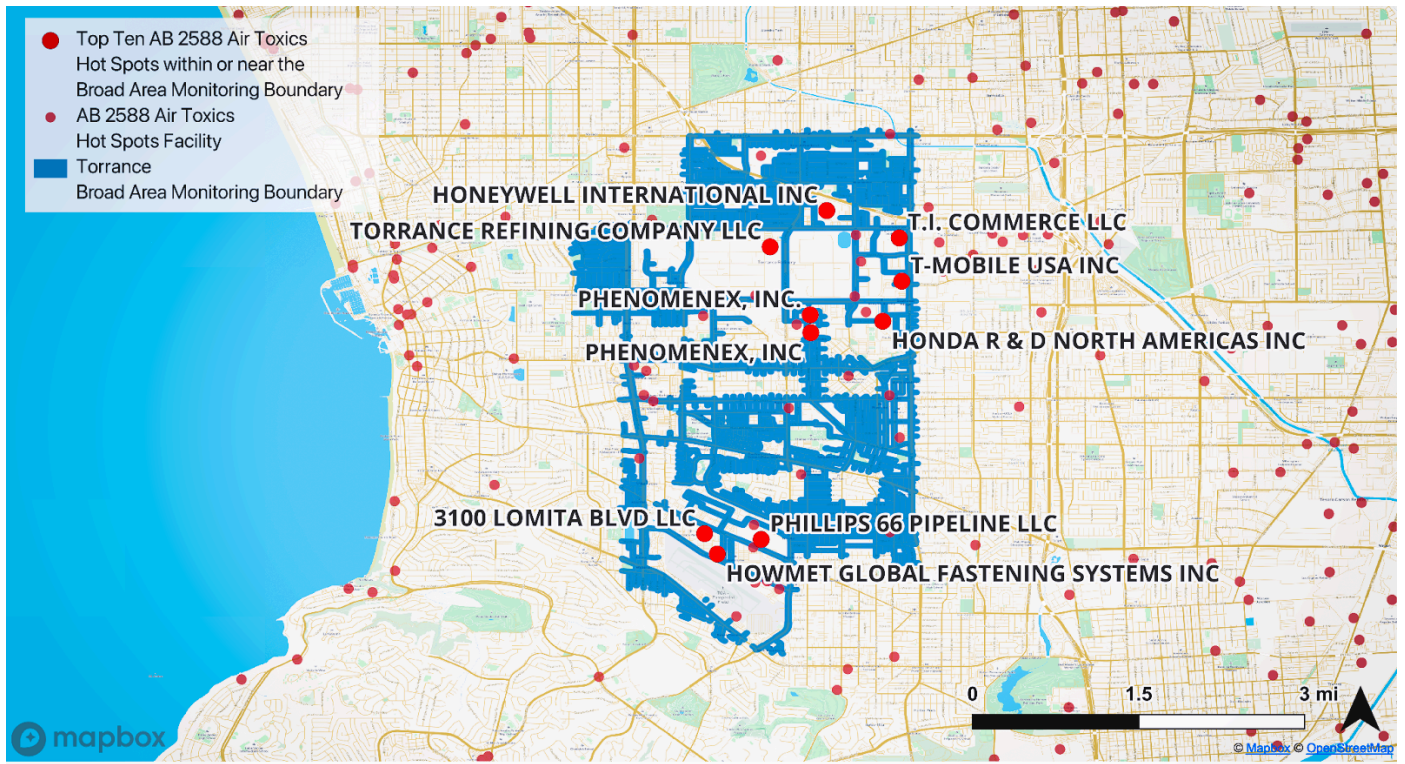 Top Ten AB 2588 Air Toxics
Hot Spots within or near the
Broad Area Monitoring Boundary
AB 2588 Air Toxics
Hot Spots Facility
Torrance
Broad Area Monitoring Boundary
HONEYWELL INTERNATIONAL INC
T.I. COMMERCE LLC
TORRANCE REFINING COMPANY LLC
T-MOBILE USA INC
PHENOMENEX, INC.
HONDA R & D NORTH AMERICAS INC
PHENOMENEX, INC
3100 LOMITA BLVD LLC
PHILLIPS 66 PIPELINE LLC
HOWMET GLOBAL FASTENING SYSTEMS INC
0 1.5 3 mi
mapbox
© Mapbox © OpenStreetMap